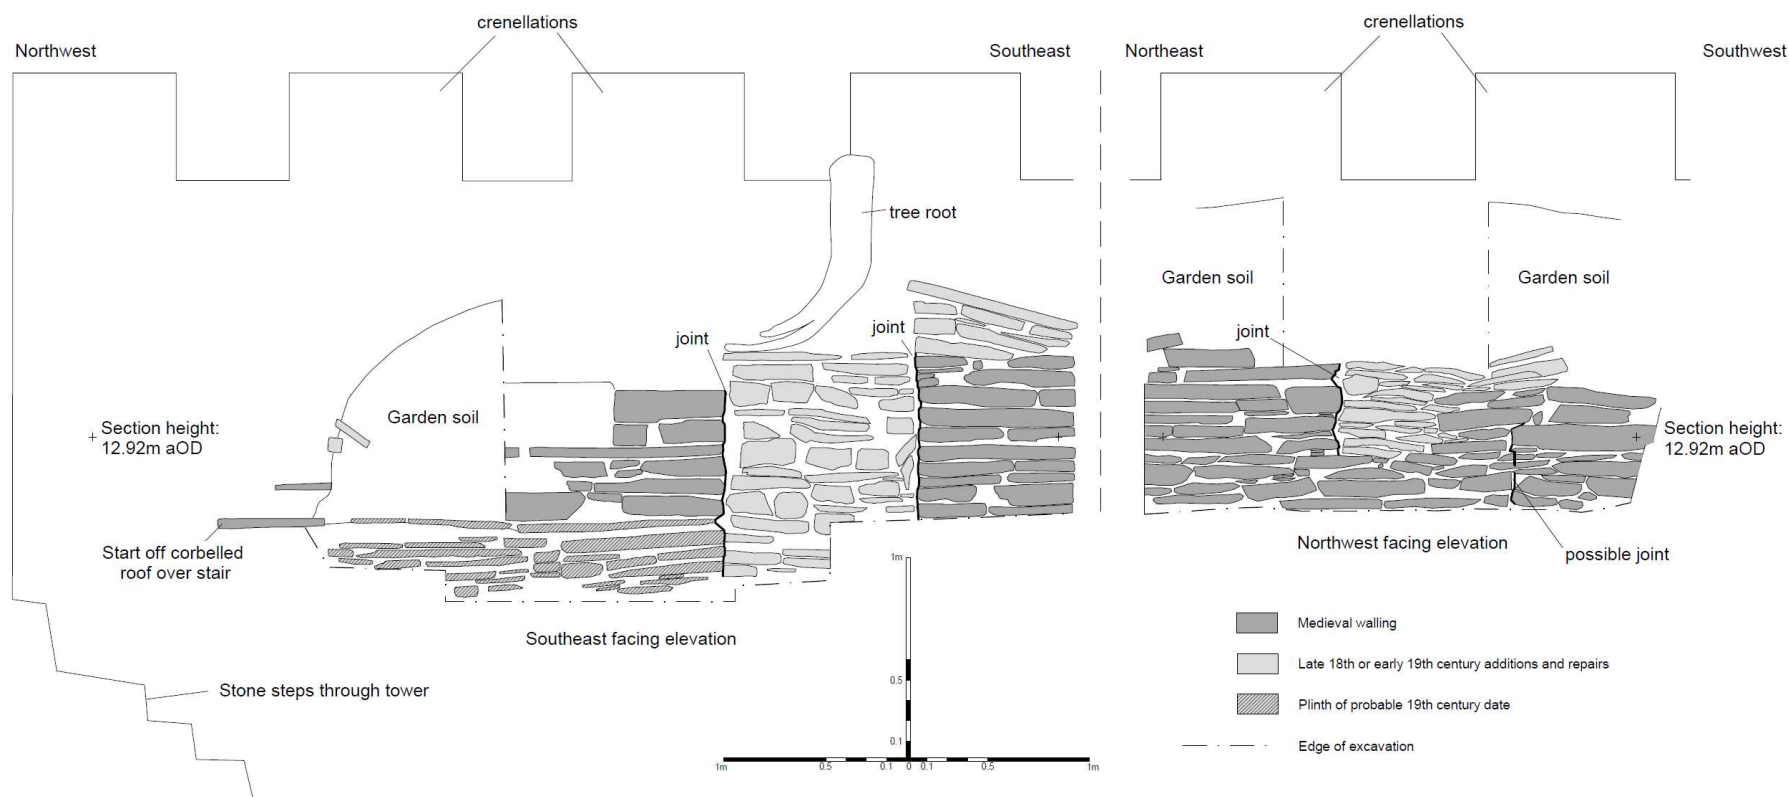 crenellations
crenellations
Northwest
Southeast
Northeast
Southwest
tree root
Garden soil
Garden soil
joint
joint
joint
Garden soil
Section height:
12.92m aOD
Section height:
12.92m aOD
Start off corbelled
roof over stair
Northwest facing elevation
possible joint
1m
Southeast facing elevation
Medieval walling
Late 18th or early 19th century additions and repairs
0.5
Stone steps through tower
Plinth of probable 19th century date
0.1
Edge of excavation
1m
0.5
0.1
0
0.1
0.5
1m